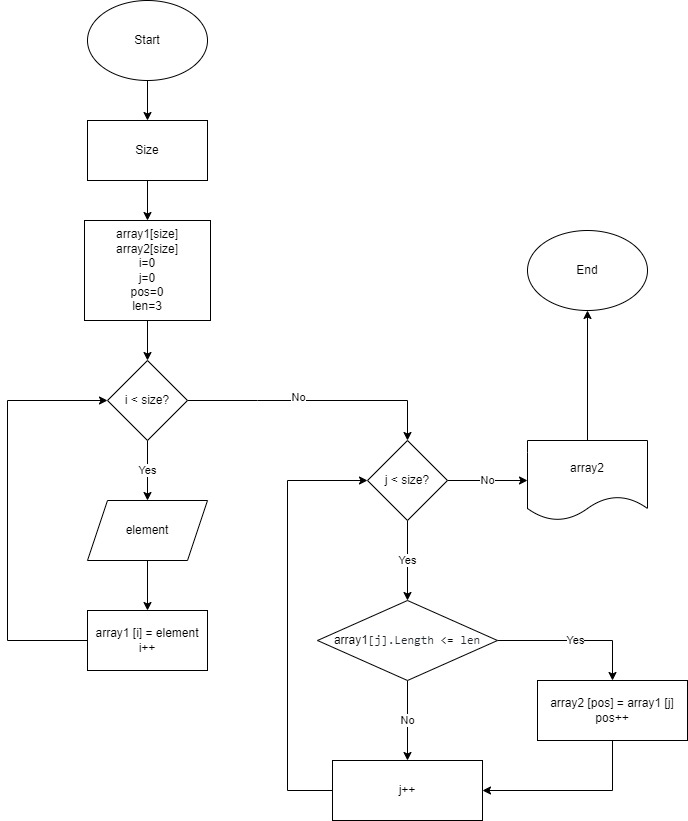 Start
Size
array1[size]
array2[size]
i=0
j=0
pos=0
len=3
i < size?
No
Yes
element
array1 [i] = element
i++
j < size?
No
array2
End
Yes
array1[j].Length <= len
Yes
array2 [pos] = array1 [j]
pos++
No
j++